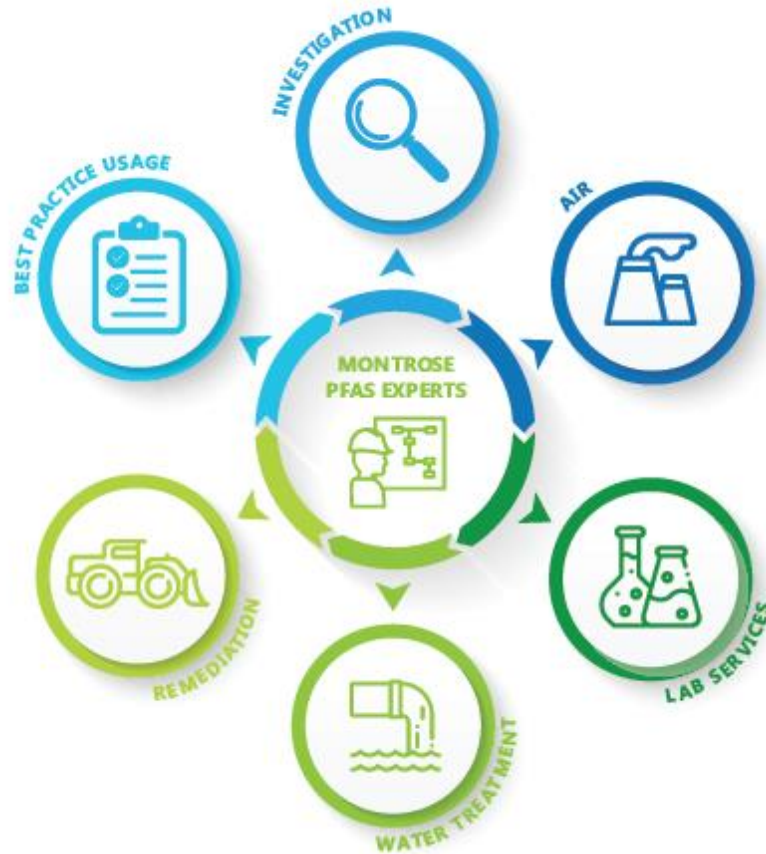 INVESTIGATION
AIR
BEST PRACTICE USAGE
MONTROSE
PFAS EXPERTS
LAB SERVICES
REMEDIATION
WATER TREATMENT